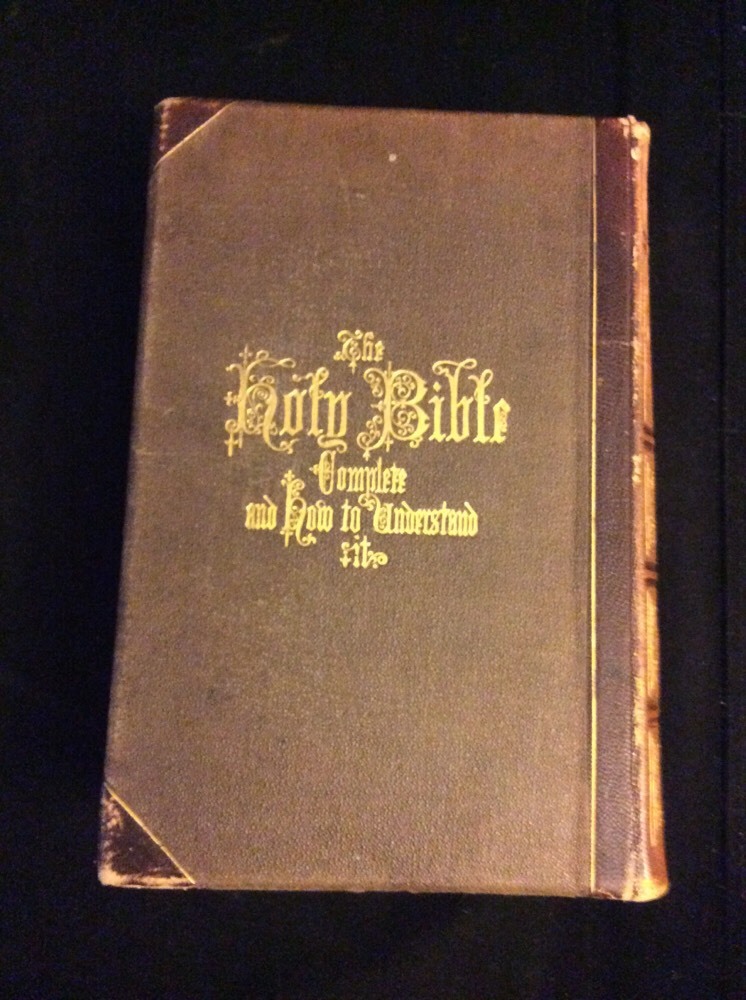 The
Holy Bible
Complete
and How to Understand
it